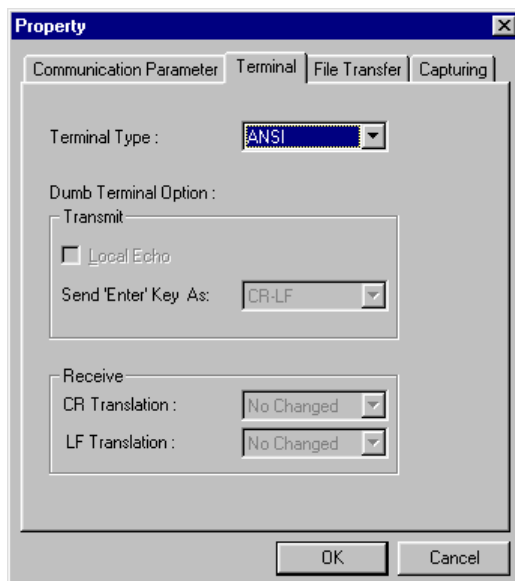 Property
Communication Parameter Terminal File Transfer Capturing
Terminal Type : ANSI
Dumb Terminal Option :
Transmit
Local Echo
Send 'Enter' Key As: CR-LF
Receive
CR Translation : No Changed
LF Translation : No Changed
OK Cancel